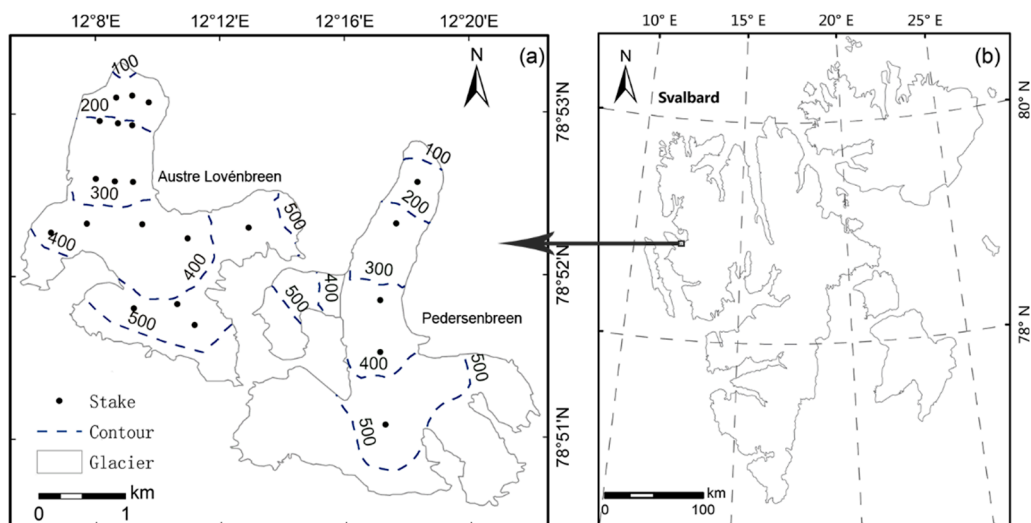 12°8'E 12°12'E 12°16'E 12°20'E
(a)
N
100
200
300
Austre Lovénbreen
400
400
500
500
100
200
300
400
500
Pedersenbreen
400
500
500
78°53'N
78°52'N
78°51'N
Stake
Contour
Glacier
km
0 1
10° E 15° E 20° E 25° E
(b)
N
Svalbard
80° N
78° N
km
0 100